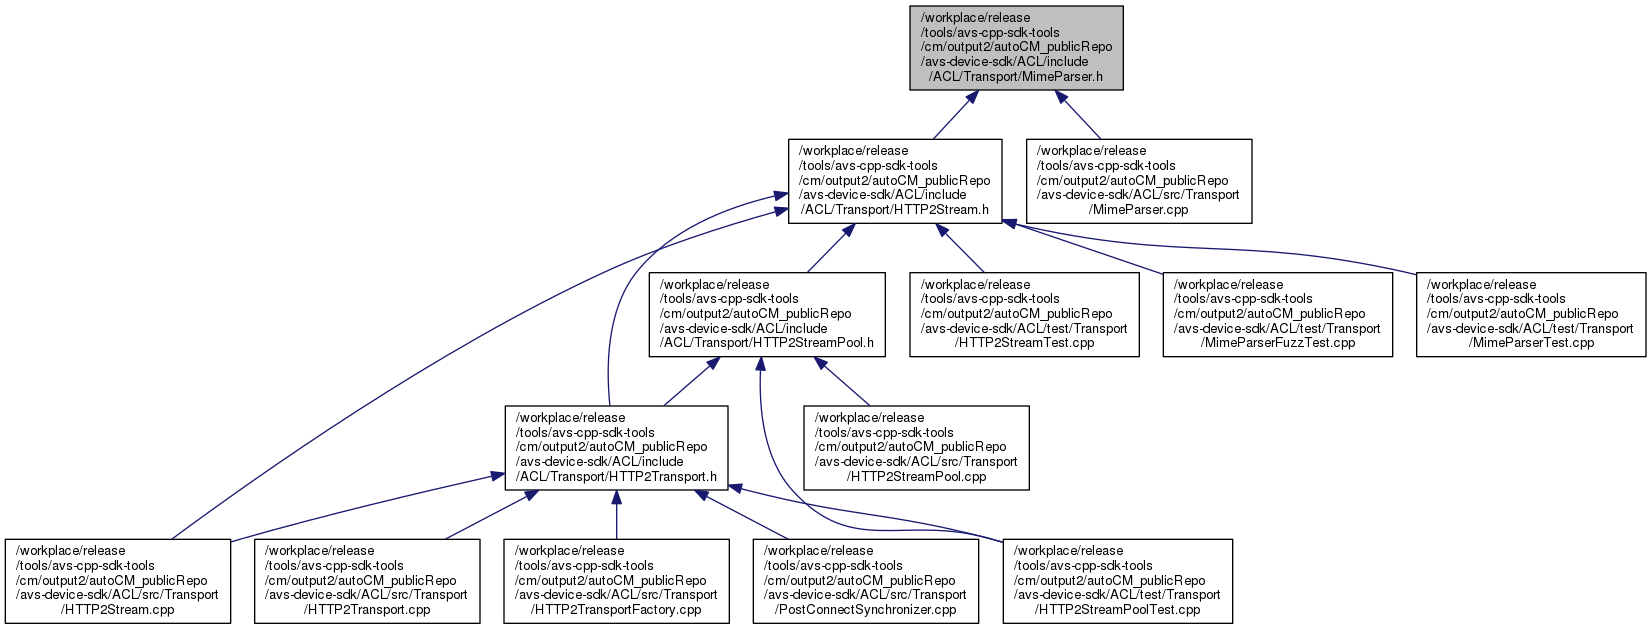 /workplace/release
/tools/avs-cpp-sdk-tools
/cm/output2/autoCM_publicRepo
/avs-device-sdk/ACL/include
/ACL/Transport/MimeParser.h
/workplace/release
/tools/avs-cpp-sdk-tools
/cm/output2/autoCM_publicRepo
/avs-device-sdk/ACL/include
/ACL/Transport/HTTP2Stream.h
/workplace/release
/tools/avs-cpp-sdk-tools
/cm/output2/autoCM_publicRepo
/avs-device-sdk/ACL/src/Transport
/MimeParser.cpp
/workplace/release
/tools/avs-cpp-sdk-tools
/cm/output2/autoCM_publicRepo
/avs-device-sdk/ACL/include
/ACL/Transport/HTTP2StreamPool.h
/workplace/release
/tools/avs-cpp-sdk-tools
/cm/output2/autoCM_publicRepo
/avs-device-sdk/ACL/test/Transport
/HTTP2StreamTest.cpp
/workplace/release
/tools/avs-cpp-sdk-tools
/cm/output2/autoCM_publicRepo
/avs-device-sdk/ACL/test/Transport
/MimeParserFuzzTest.cpp
/workplace/release
/tools/avs-cpp-sdk-tools
/cm/output2/autoCM_publicRepo
/avs-device-sdk/ACL/test/Transport
/MimeParserTest.cpp
/workplace/release
/tools/avs-cpp-sdk-tools
/cm/output2/autoCM_publicRepo
/avs-device-sdk/ACL/include
/ACL/Transport/HTTP2Transport.h
/workplace/release
/tools/avs-cpp-sdk-tools
/cm/output2/autoCM_publicRepo
/avs-device-sdk/ACL/src/Transport
/HTTP2StreamPool.cpp
/workplace/release
/tools/avs-cpp-sdk-tools
/cm/output2/autoCM_publicRepo
/avs-device-sdk/ACL/src/Transport
/HTTP2Stream.cpp
/workplace/release
/tools/avs-cpp-sdk-tools
/cm/output2/autoCM_publicRepo
/avs-device-sdk/ACL/src/Transport
/HTTP2Transport.cpp
/workplace/release
/tools/avs-cpp-sdk-tools
/cm/output2/autoCM_publicRepo
/avs-device-sdk/ACL/src/Transport
/HTTP2TransportFactory.cpp
/workplace/release
/tools/avs-cpp-sdk-tools
/cm/output2/autoCM_publicRepo
/avs-device-sdk/ACL/src/Transport
/PostConnectSynchronizer.cpp
/workplace/release
/tools/avs-cpp-sdk-tools
/cm/output2/autoCM_publicRepo
/avs-device-sdk/ACL/test/Transport
/HTTP2StreamPoolTest.cpp